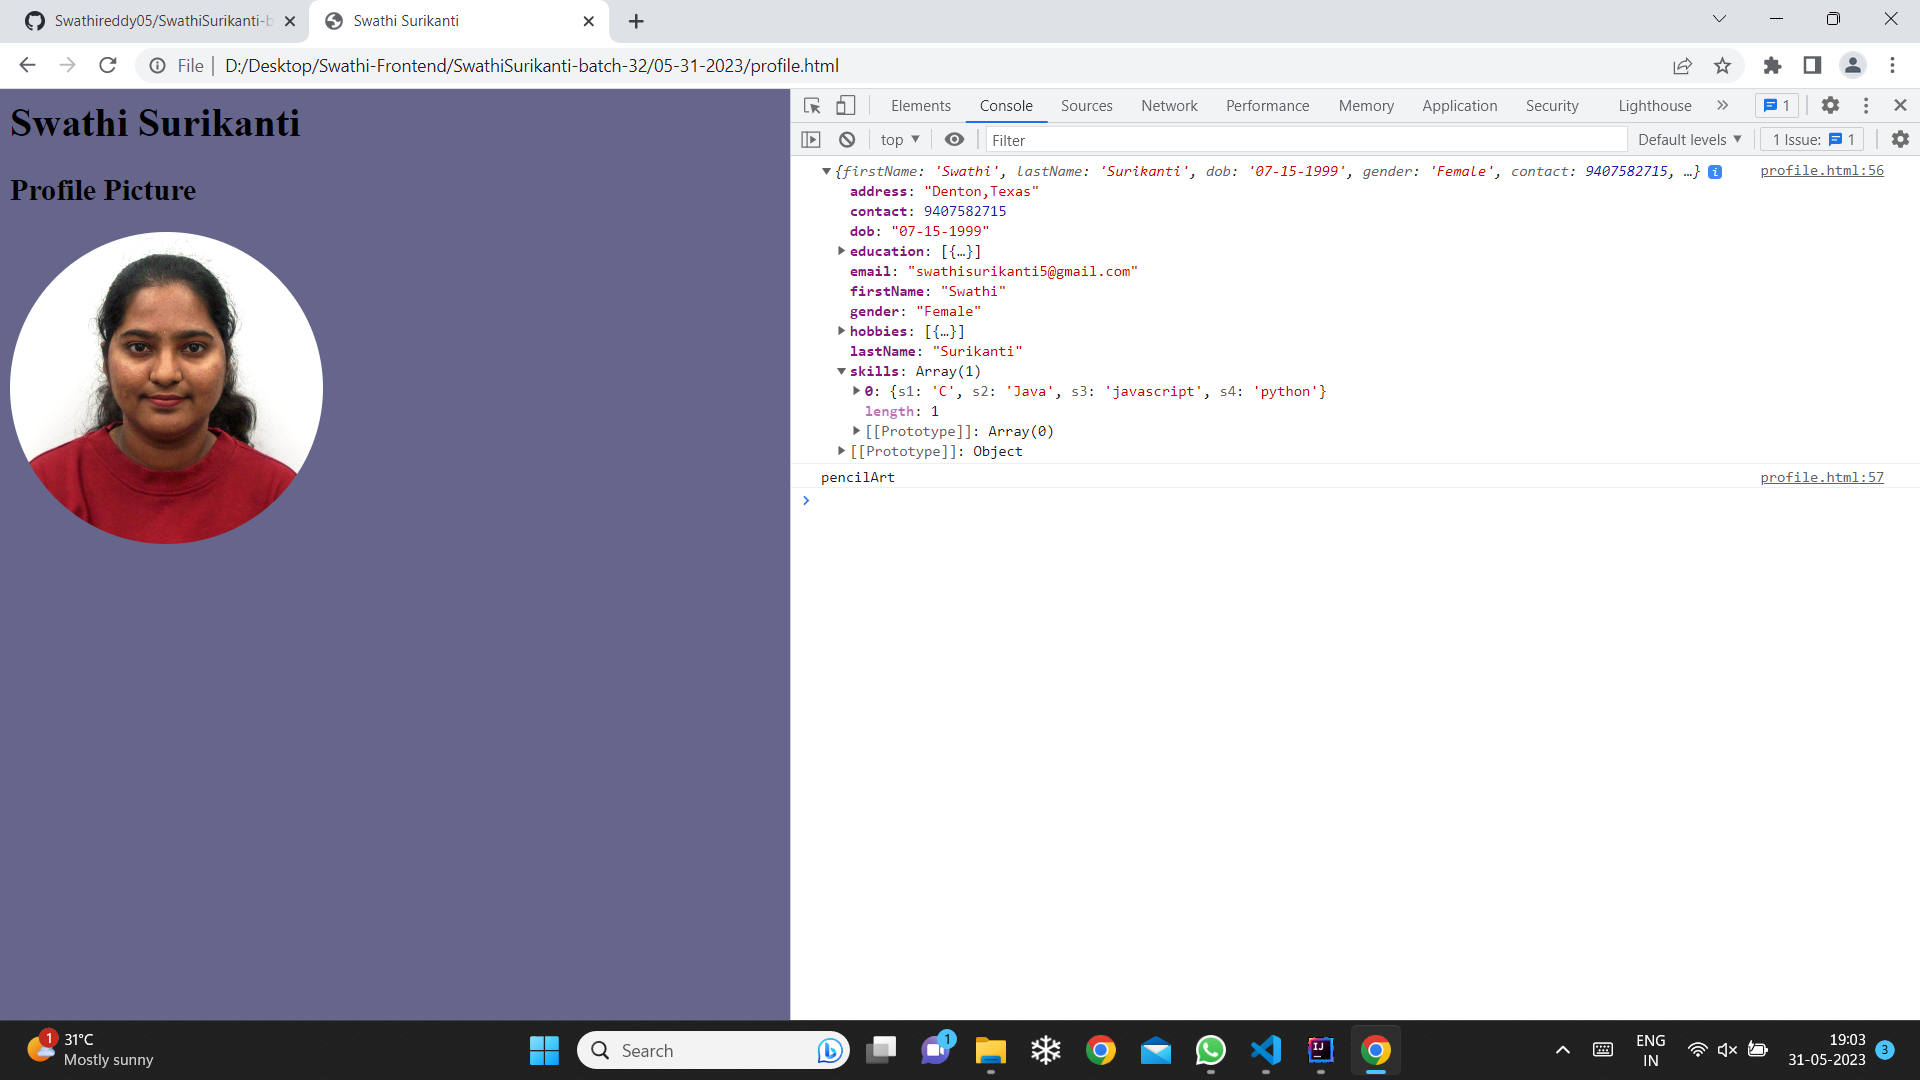 Swathireddy05/SwathiSurikanti-b
Swathi Surikanti
File
D:/Desktop/Swathi-Frontend/SwathiSurikanti-batch-32/05-31-2023/profile.html
Swathi Surikanti
Profile Picture
Elements Console Sources Network Performance Memory Application Security Lighthouse » 1
top Filter Default levels 1 Issue: 1
{firstName: 'Swathi', lastName: 'Surikanti', dob: '07-15-1999', gender: 'Female', contact: 9407582715, …} i profile.html:56
address: "Denton,Texas"
contact: 9407582715
dob: "07-15-1999"
education: [{…}]
email: "swathisurikanti5@gmail.com"
firstName: "Swathi"
gender: "Female"
hobbies: [{…}]
lastName: "Surikanti"
skills: Array(1)
0: {s1: 'C', s2: 'Java', s3: 'javascript', s4: 'python'}
length: 1
[[Prototype]]: Array(0)
[[Prototype]]: Object
pencilArt profile.html:57
1
31°C
Mostly sunny
Search
1
IJ
ENG
IN
19:03
31-05-2023
3